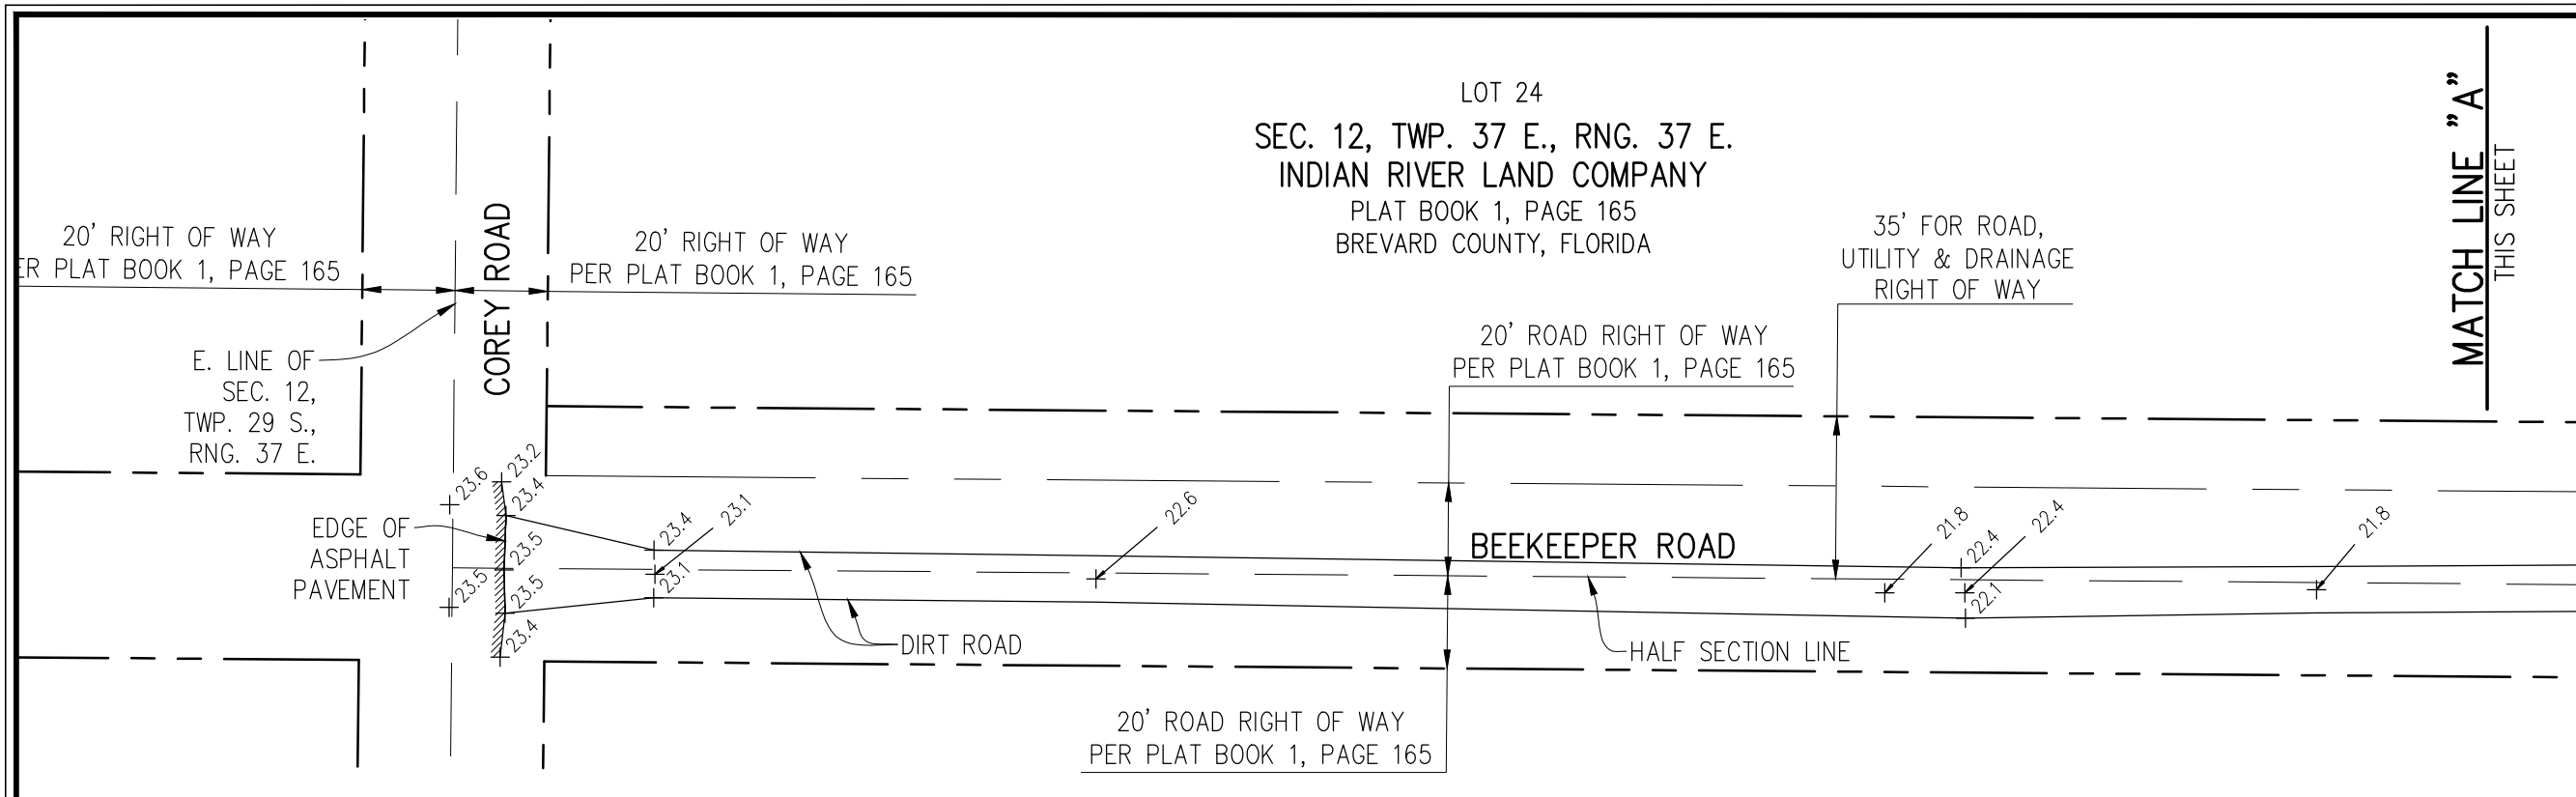 LOT 24
SEC. 12, TWP. 37 E., RNG. 37 E.
INDIAN RIVER LAND COMPANY
PLAT BOOK 1, PAGE 165
BREVARD COUNTY, FLORIDA
MATCH LINE "A"
THIS SHEET
20' RIGHT OF WAY
ER PLAT BOOK 1, PAGE 165
COREY ROAD
20' RIGHT OF WAY
PER PLAT BOOK 1, PAGE 165
35' FOR ROAD,
UTILITY & DRAINAGE
RIGHT OF WAY
20' ROAD RIGHT OF WAY
PER PLAT BOOK 1, PAGE 165
E. LINE OF
SEC. 12,
TWP. 29 S.,
RNG. 37 E.
23.6
23.2
23.4
EDGE OF
ASPHALT
PAVEMENT
23.5
23.5
23.5
23.4
23.4
23.1
23.1
22.6
BEEKEEPER ROAD
21.8
22.4
22.4
22.1
21.8
DIRT ROAD
HALF SECTION LINE
20' ROAD RIGHT OF WAY
PER PLAT BOOK 1, PAGE 165